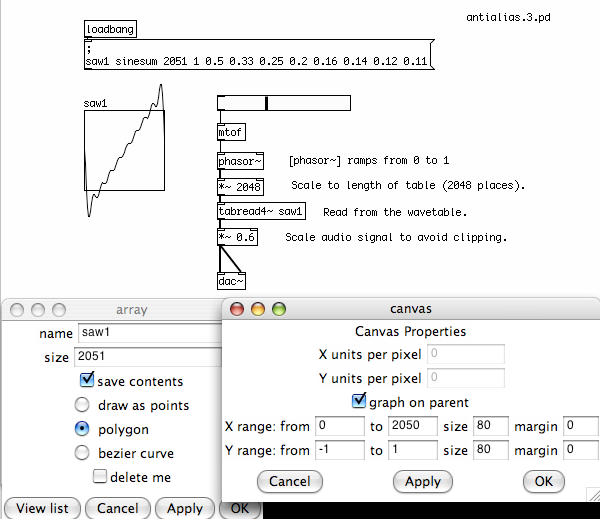 antialias.3.pd
loadbang
;
saw1 sinesum 2051 1 0.5 0.33 0.25 0.2 0.16 0.14 0.12 0.11
saw1
mtof
phasor~ [phasor~] ramps from 0 to 1
*~ 2048 Scale to length of table (2048 places).
tabread4~ saw1 Read from the wavetable.
*~ 0.6 Scale audio signal to avoid clipping.
dac~
array
name saw1
size 2051
save contents
draw as points
polygon
bezier curve
delete me
View list Cancel Apply OK
canvas
Canvas Properties
X units per pixel 0
Y units per pixel 0
graph on parent
X range: from 0 to 2050 size 80 margin 0
Y range: from -1 to 1 size 80 margin 0
Cancel Apply OK